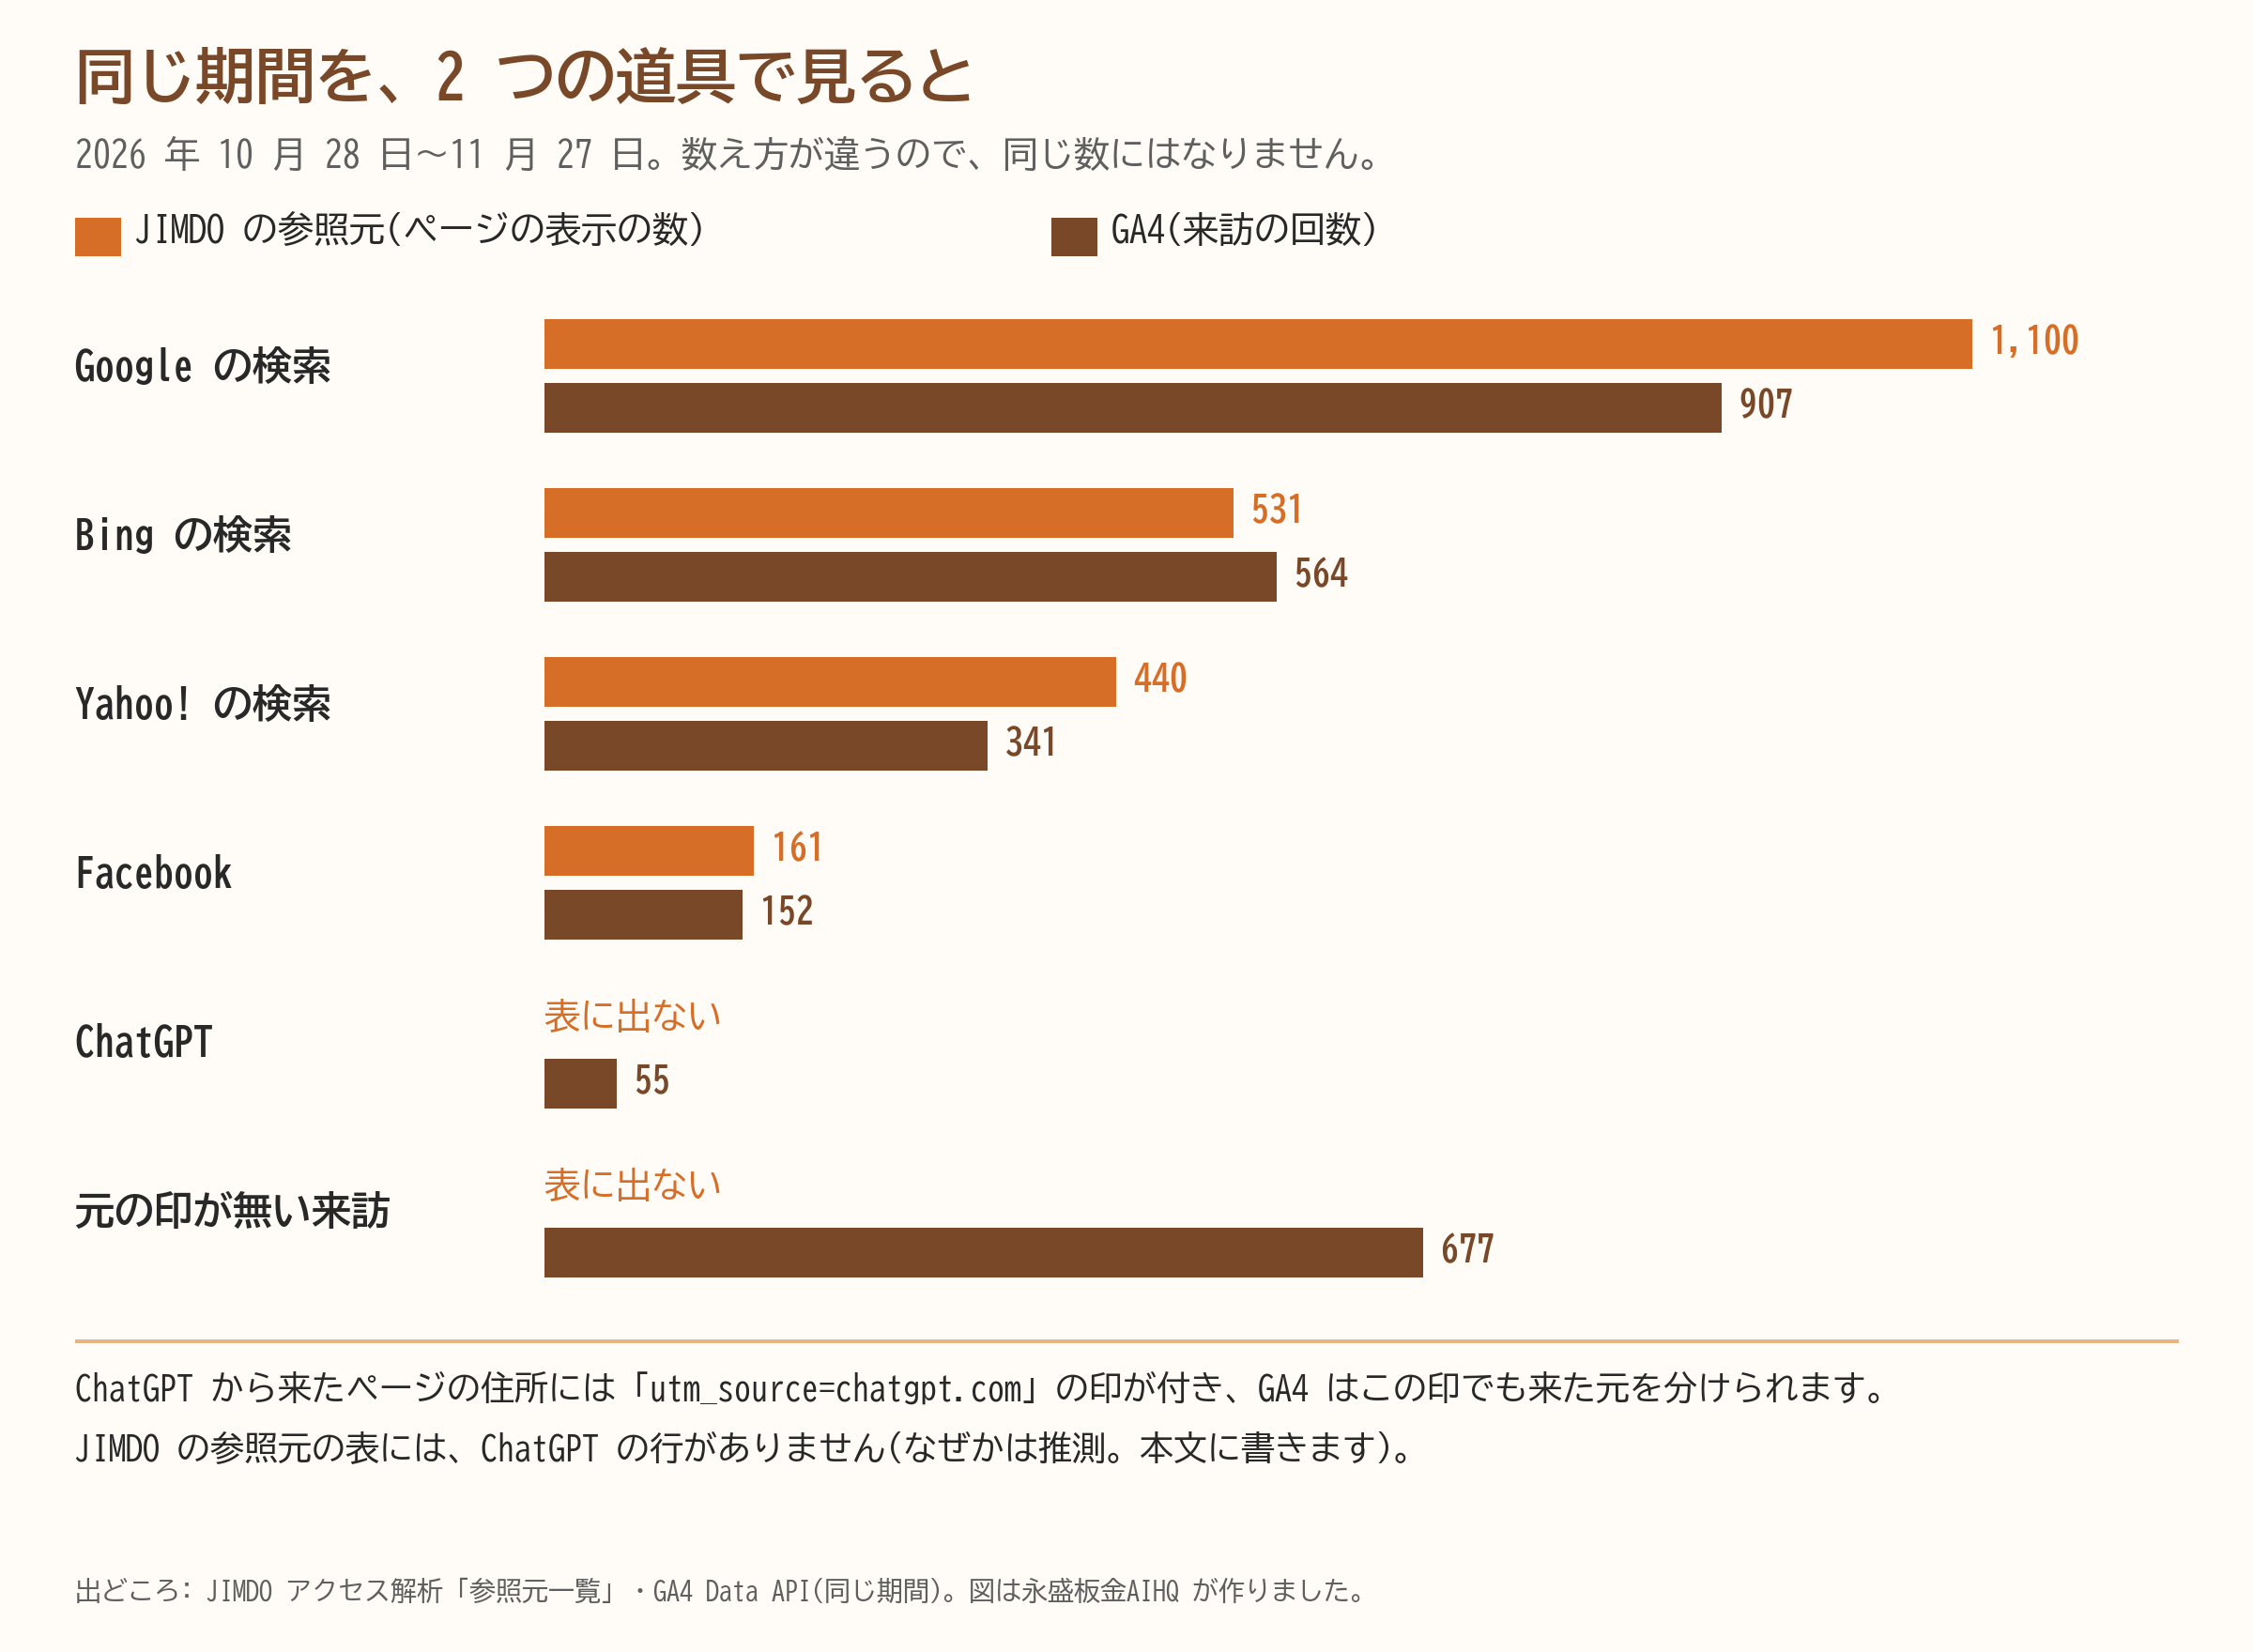 同じ期間を、2 つの道具で見ると
2026 年 10 月 28 日〜11 月 27 日。数え方が違うので、同じ数にはなりません。
JIMDO の参照元(ページの表示の数)
GA4(来訪の回数)
Google の検索
1,100
907
Bing の検索
531
564
Yahoo! の検索
440
341
Facebook
161
152
ChatGPT
表に出ない
55
元の印が無い来訪
表に出ない
677
ChatGPT から来たページの住所には「utm_source=chatgpt.com」の印が付き、GA4 はこの印でも来た元を分けられます。
JIMDO の参照元の表には、ChatGPT の行がありません(なぜかは推測。本文に書きます)。
出どころ: JIMDO アクセス解析「参照元一覧」・GA4 Data API(同じ期間)。図は永盛板金AIHQ が作りました。